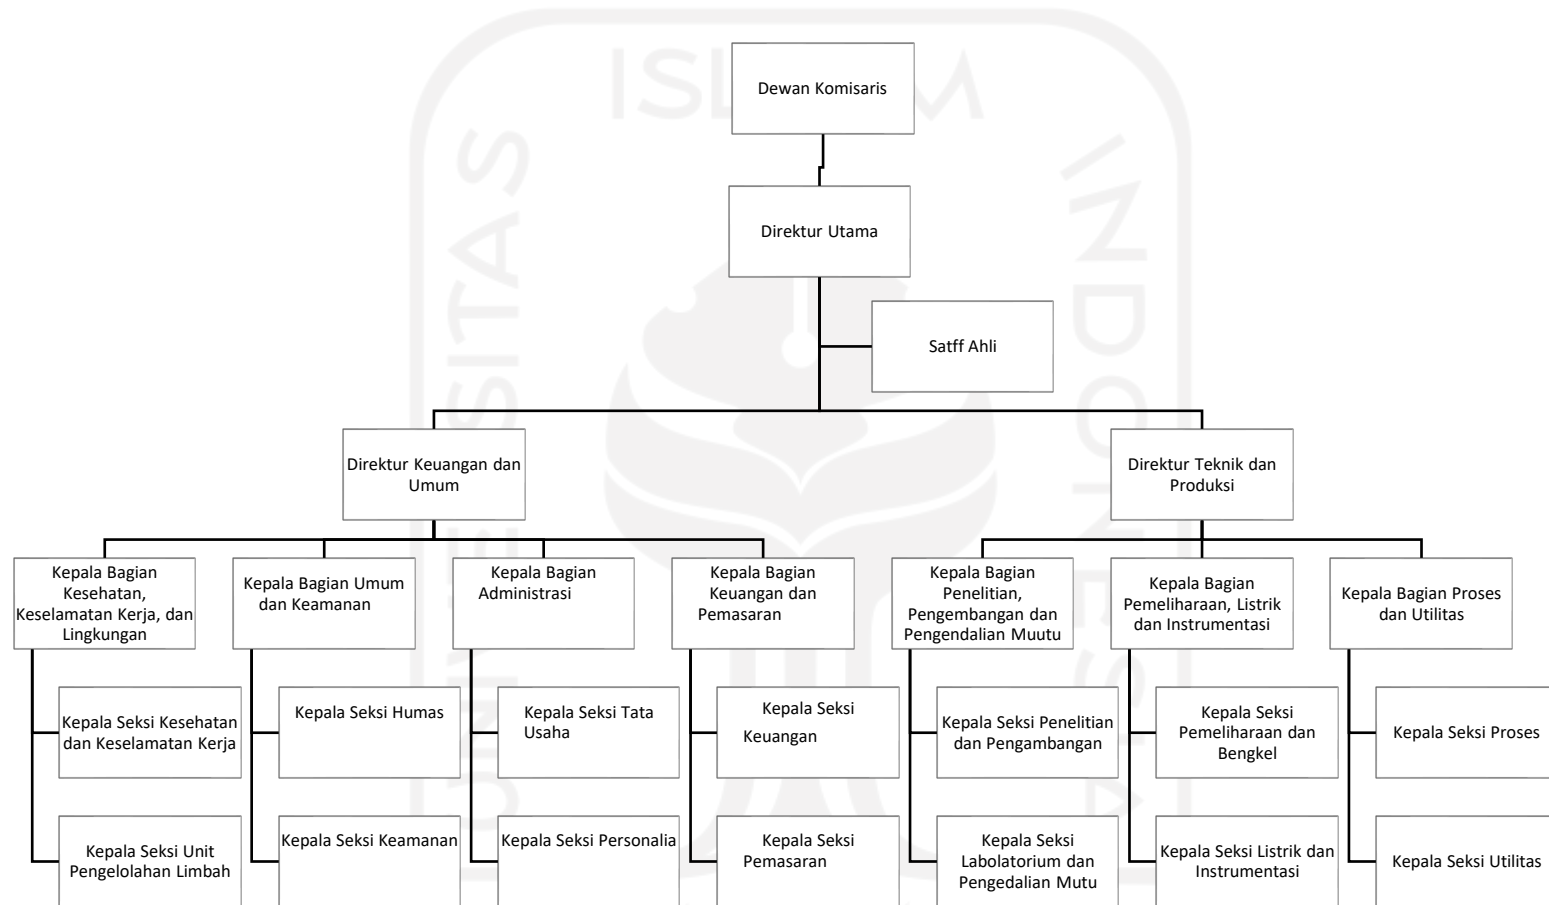 Dewan Komisaris
Direktur Utama
Satff Ahli
Direktur Keuangan dan
Umum
Direktur Teknik dan
Produksi
Kepala Bagian
Kesehatan,
Keselamatan Kerja, dan
Lingkungan
Kepala Bagian Umum
dan Keamanan
Kepala Bagian
Administrasi
Kepala Bagian
Keuangan dan
Pemasaran
Kepala Bagian
Penelitian,
Pengembangan dan
Pengendalian Muutu
Kepala Bagian
Pemeliharaan, Listrik
dan Instrumentasi
Kepala Bagian Proses
dan Utilitas
Kepala Seksi Kesehatan
dan Keselamatan Kerja
Kepala Seksi Humas
Kepala Seksi Tata
Usaha
Kepala Seksi
Keuangan
Kepala Seksi Penelitian
dan Pengambangan
Kepala Seksi
Pemeliharaan dan
Bengkel
Kepala Seksi Proses
Kepala Seksi Unit
Pengelolahan Limbah
Kepala Seksi Keamanan
Kepala Seksi Personalia
Kepala Seksi
Pemasaran
Kepala Seksi
Labolatorium dan
Pengedalian Mutu
Kepala Seksi Listrik dan
Instrumentasi
Kepala Seksi Utilitas